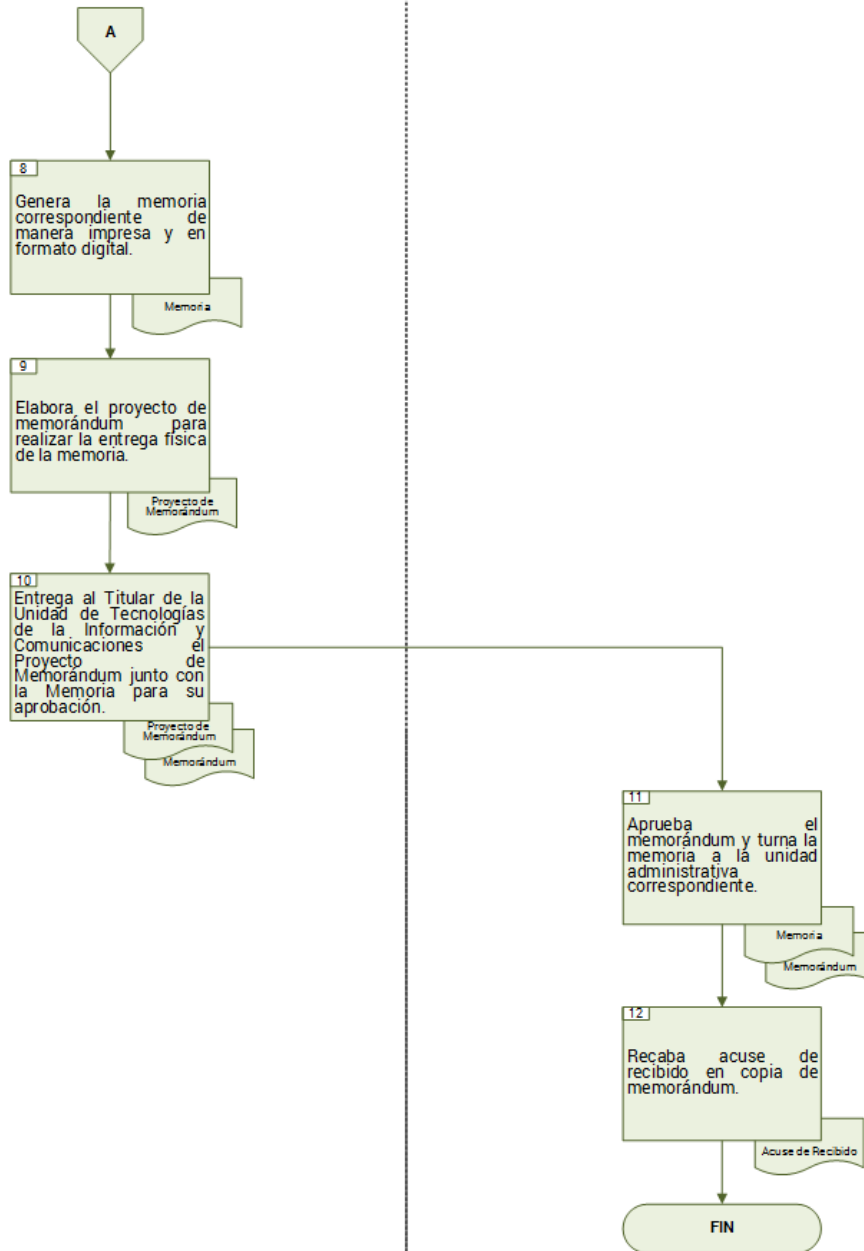 A
8
Genera la memoria
correspondiente de
manera impresa y en
formato digital.
Memoria
9
Elabora el proyecto de
memorándum para
realizar la entrega física
de la memoria.
Proyecto de
Memorándum
10
Entrega al Titular de la
Unidad de Tecnologías
de la Información y
Comunicaciones el
Proyecto de
Memorándum junto con
la Memoria para su
aprobación.
Proyecto de
Memorándum
Memorándum
11
Aprueba el
memorándum y turna la
memoria a la unidad
administrativa
correspondiente.
Memoria
Memorándum
12
Recaba acuse de
recibido en copia de
memorándum.
Acuse de Recibido
FIN